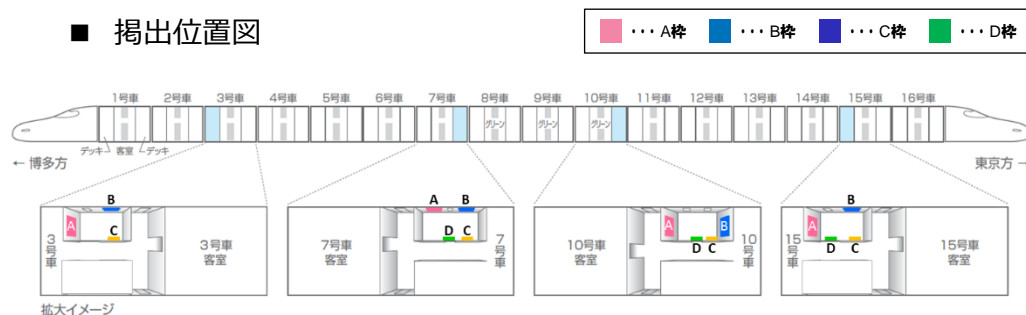 ■ 掲出位置図
･･･ A枠 ･･･ B枠 ･･･ C枠 ･･･ D枠
1号車 2号車 3号車 4号車 5号車 6号車 7号車 8号車 9号車 10号車 11号車 12号車 13号車 14号車 15号車 16号車
グリーン グリーン グリーン
デッキ 客室 デッキ
← 博多方 東京方 →
B A B B
A C D C A B D C A D C
3号車 3号車 客室
7号車 客室 7号車
10号車 客室 10号車
15号車 15号車 客室
拡大イメージ